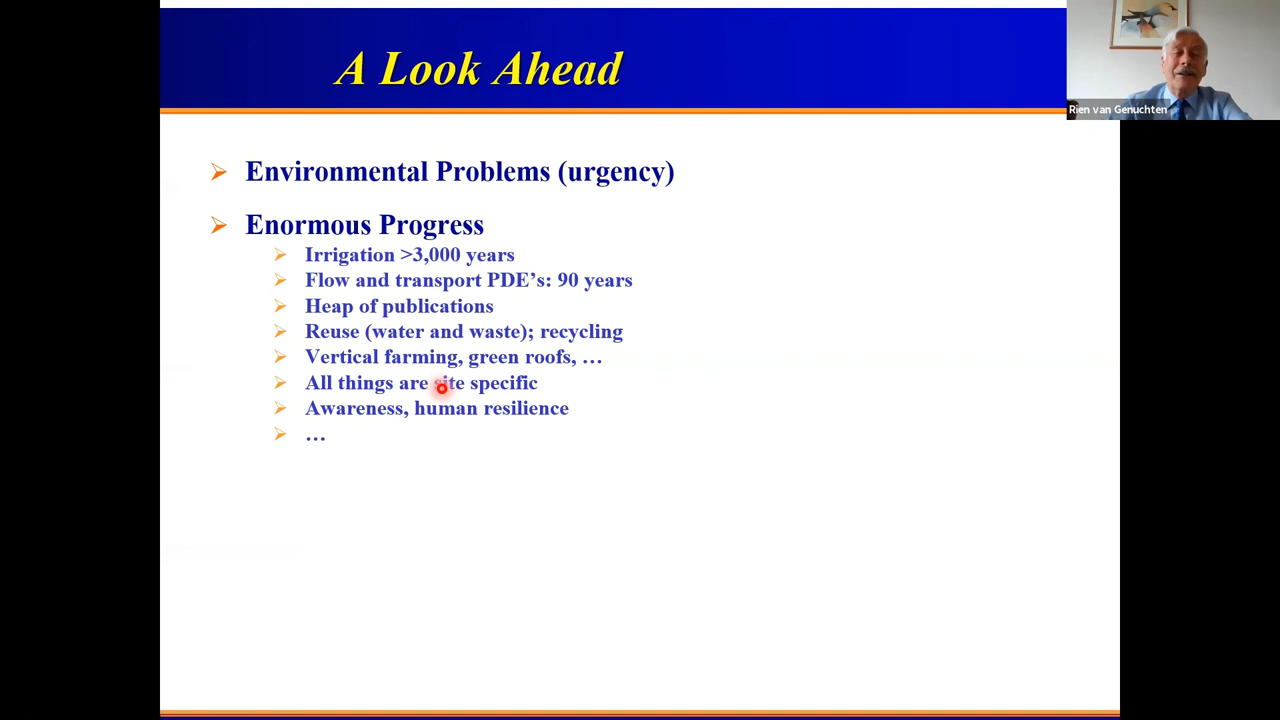 A Look Ahead
Rien van Genuchten
Environmental Problems (urgency)
Enormous Progress
Irrigation >3,000 years
Flow and transport PDE's: 90 years
Heap of publications
Reuse (water and waste); recycling
Vertical farming, green roofs, …
All things are site specific
Awareness, human resilience
…